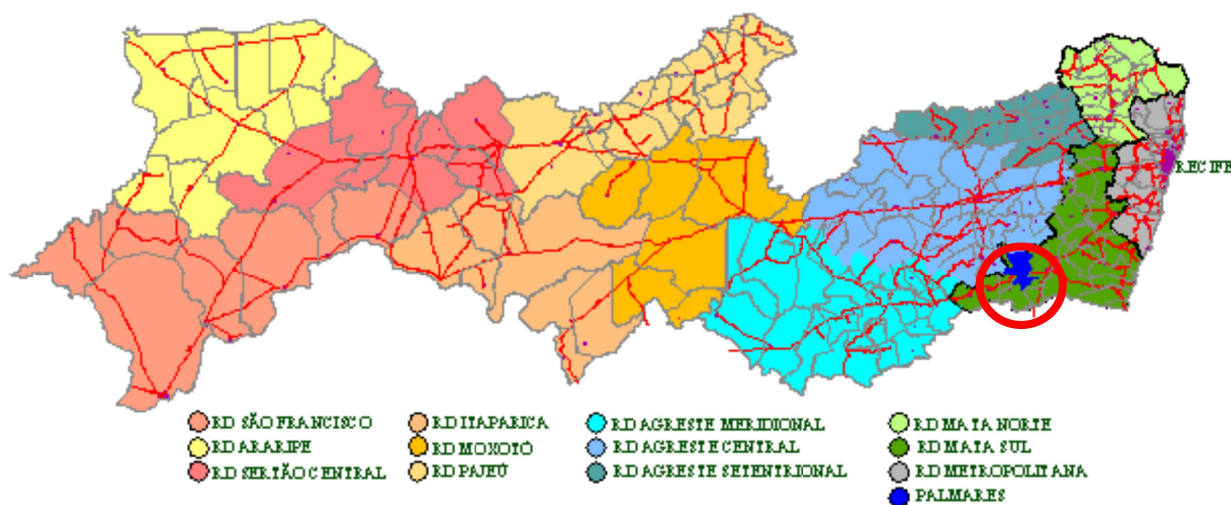 RECIFE
RD SÃO FRANCISCO
RD ARARIPE
RD SERTÃO CENTRAL
RD ITAPARICA
RD MOXOTÓ
RD PAJEÚ
RD AGRESTE MERIDIONAL
RD AGRESTE CENTRAL
RD AGRESTE SETENTRIONAL
RD MATA NORTE
RD MATA SUL
RD METROPOLITANA
PALMARES